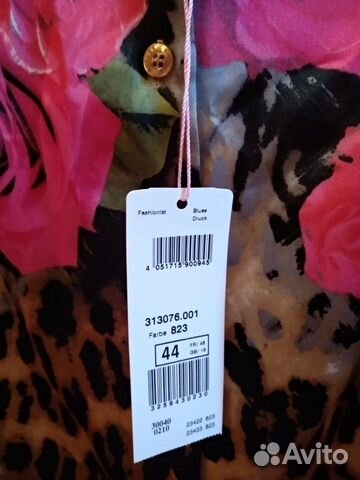 Fashionist Bluse
Druck
4 051715 900945
313076.001
Farbe 823
44 FR/ 46
GB/ 16
3259430230
30040 23422 823
0210 23433 823
Avito